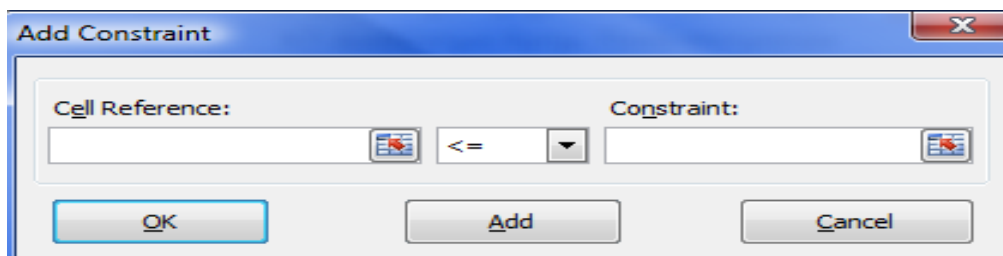 Add Constraint
Cell Reference: Constraint:
<=
OK Add Cancel